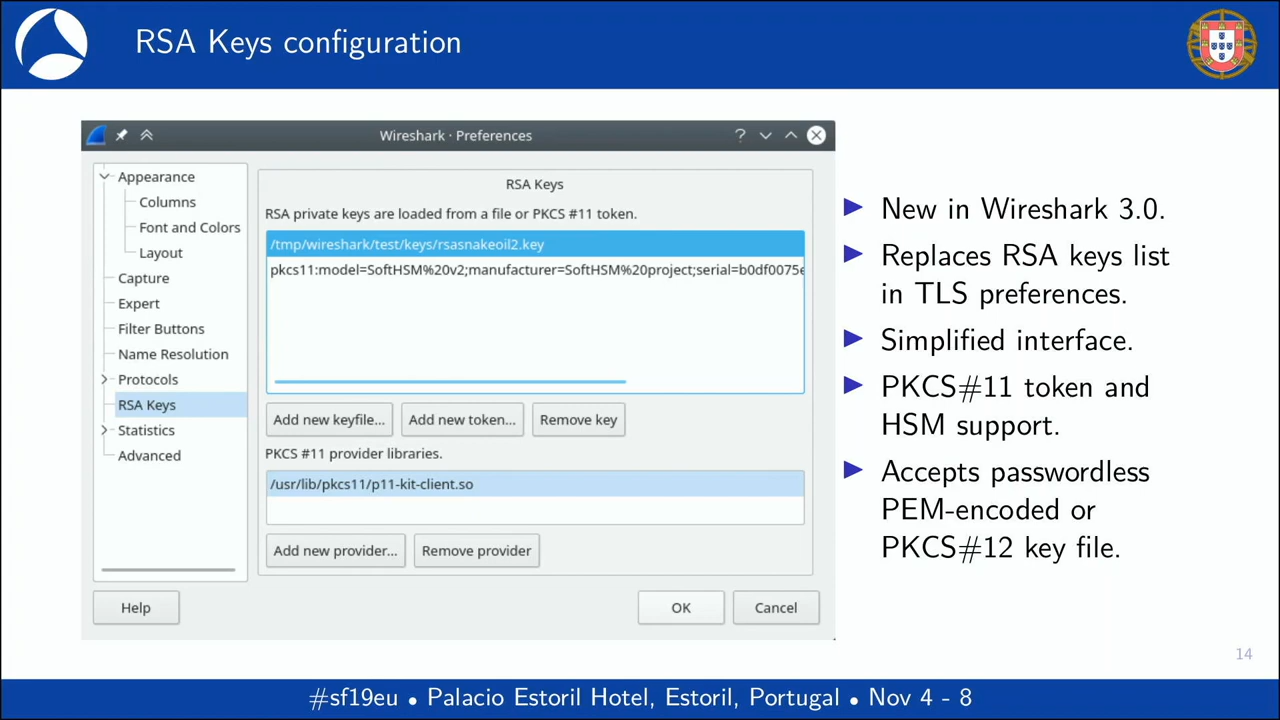 RSA Keys configuration
Wireshark · Preferences
?
Appearance
Columns
Font and Colors
Layout
Capture
Expert
Filter Buttons
Name Resolution
Protocols
RSA Keys
Statistics
Advanced
RSA Keys
RSA private keys are loaded from a file or PKCS #11 token.
/tmp/wireshark/test/keys/rsasnakeoil2.key
pkcs11:model=SoftHSM%20v2;manufacturer=SoftHSM%20project;serial=b0df0075e
Add new keyfile... Add new token... Remove key
PKCS #11 provider libraries.
/usr/lib/pkcs11/p11-kit-client.so
Add new provider... Remove provider
Help OK Cancel
New in Wireshark 3.0.
Replaces RSA keys list
in TLS preferences.
Simplified interface.
PKCS#11 token and
HSM support.
Accepts passwordless
PEM-encoded or
PKCS#12 key file.
14
#sf19eu • Palacio Estoril Hotel, Estoril, Portugal • Nov 4 - 8